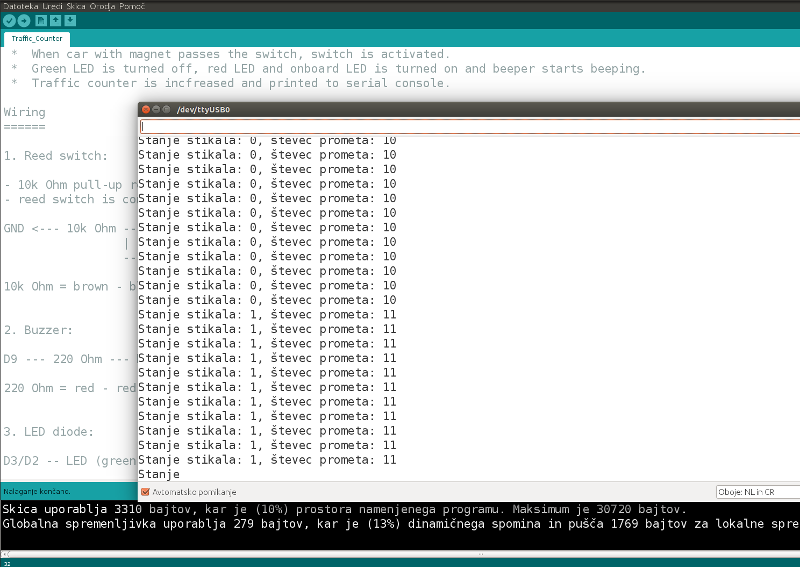 Datoteka Uredi Skica Orodja Pomoč
Traffic_Counter
* When car with magnet passes the switch, switch is activated.
* Green LED is turned off, red LED and onboard LED is turned on and beeper starts beeping.
* Traffic counter is incfreased and printed to serial console.
Wiring
======
1. Reed switch:
- 10k Ohm pull-up r
- reed switch is co
GND <--- 10k Ohm --
|
--
10k Ohm = brown - b
2. Buzzer:
D9 --- 220 Ohm ---
220 Ohm = red - red
3. LED diode:
D3/D2 -- LED (green
/dev/ttyUSB0
Stanje stikala: 0, števec prometa: 10
Stanje stikala: 0, števec prometa: 10
Stanje stikala: 0, števec prometa: 10
Stanje stikala: 0, števec prometa: 10
Stanje stikala: 0, števec prometa: 10
Stanje stikala: 0, števec prometa: 10
Stanje stikala: 0, števec prometa: 10
Stanje stikala: 0, števec prometa: 10
Stanje stikala: 0, števec prometa: 10
Stanje stikala: 0, števec prometa: 10
Stanje stikala: 0, števec prometa: 10
Stanje stikala: 0, števec prometa: 10
Stanje stikala: 1, števec prometa: 11
Stanje stikala: 1, števec prometa: 11
Stanje stikala: 1, števec prometa: 11
Stanje stikala: 1, števec prometa: 11
Stanje stikala: 1, števec prometa: 11
Stanje stikala: 1, števec prometa: 11
Stanje stikala: 1, števec prometa: 11
Stanje stikala: 1, števec prometa: 11
Stanje stikala: 1, števec prometa: 11
Stanje stikala: 1, števec prometa: 11
Stanje stikala: 1, števec prometa: 11
Stanje
Avtomatsko pomikanje
Oboje: NL in CR
Nalaganje končano.
Skica uporablja 3310 bajtov, kar je (10%) prostora namenjenega programu. Maksimum je 30720 bajtov.
Globalna spremenljivka uporablja 279 bajtov, kar je (13%) dinamičnega spomina in pušča 1769 bajtov za lokalne spre
32